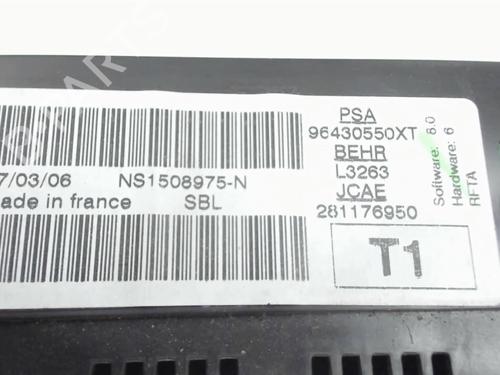 PSA
96430550XT
BEHR
L3263
JCAE
281176950
T1
7/03/06 NS1508975-N
ade in france SBL
Software: 8.0
Hardware: 6
RFTA